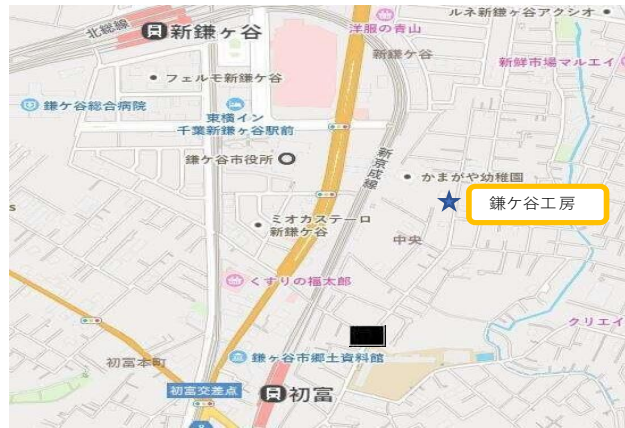 ルネ新鎌ケ谷アクシオ
北総線
新鎌ヶ谷
洋服の青山
新鎌ケ谷
新鮮市場マルエイ
フェルモ新鎌ケ谷
鎌ケ谷総合病院
東横イン
千葉新鎌ヶ谷駅前
鎌ケ谷市役所
新京成線
かまがや幼稚園
鎌ケ谷工房
s
ミオカステーロ
新鎌ケ谷
中央
くすりの福太郎
クリエイ
初富本町
鎌ヶ谷市郷土資料館
初富交差点
初富